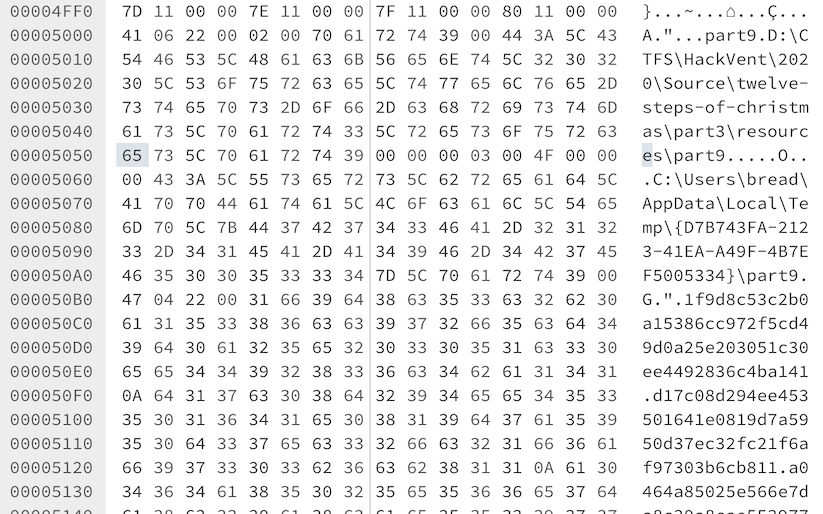 00004FF0 7D 11 00 00 7E 11 00 00 7F 11 00 00 80 11 00 00 }...~...⌂...Ç...
00005000 41 06 22 00 02 00 70 61 72 74 39 00 44 3A 5C 43 A."...part9.D:\C
00005010 54 46 53 5C 48 61 63 6B 56 65 6E 74 5C 32 30 32 TFS\HackVent\202
00005020 30 5C 53 6F 75 72 63 65 5C 74 77 65 6C 76 65 2D 0\Source\twelve-
00005030 73 74 65 70 73 2D 6F 66 2D 63 68 72 69 73 74 6D steps-of-christm
00005040 61 73 5C 70 61 72 74 33 5C 72 65 73 6F 75 72 63 as\part3\resourc
00005050 65 73 5C 70 61 72 74 39 00 00 00 03 00 4F 00 00 es\part9.....O..
00005060 00 43 3A 5C 55 73 65 72 73 5C 62 72 65 61 64 5C .C:\Users\bread\
00005070 41 70 70 44 61 74 61 5C 4C 6F 63 61 6C 5C 54 65 AppData\Local\Te
00005080 6D 70 5C 7B 44 37 42 37 34 33 46 41 2D 32 31 32 mp\{D7B743FA-212
00005090 33 2D 34 31 45 41 2D 41 34 39 46 2D 34 42 37 45 3-41EA-A49F-4B7E
000050A0 46 35 30 30 35 33 33 34 7D 5C 70 61 72 74 39 00 F5005334}\part9.
000050B0 47 04 22 00 31 66 39 64 38 63 35 33 63 32 62 30 G.".1f9d8c53c2b0
000050C0 61 31 35 33 38 36 63 63 39 37 32 66 35 63 64 34 a15386cc972f5cd4
000050D0 39 64 30 61 32 35 65 32 30 33 30 35 31 63 33 30 9d0a25e203051c30
000050E0 65 65 34 34 39 32 38 33 36 63 34 62 61 31 34 31 ee4492836c4ba141
000050F0 0A 64 31 37 63 30 38 64 32 39 34 65 65 34 35 33 .d17c08d294ee453
00005100 35 30 31 36 34 31 65 30 38 31 39 64 37 61 35 39 501641e0819d7a59
00005110 35 30 64 33 37 65 63 33 32 66 63 32 31 66 36 61 50d37ec32fc21f6a
00005120 66 39 37 33 30 33 62 36 63 62 38 31 31 0A 61 30 f97303b6cb811.a0
00005130 34 36 34 61 38 35 30 32 35 65 35 36 36 65 37 64 464a85025e566e7d